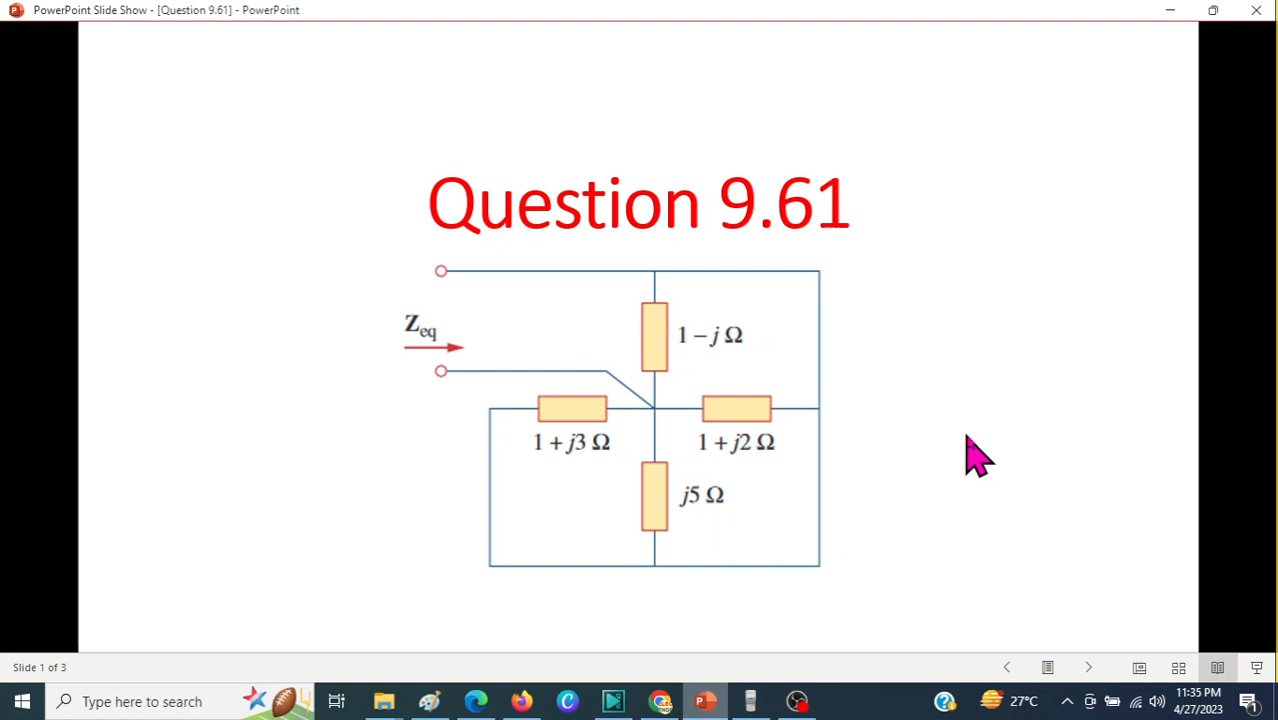 PowerPoint Slide Show - [Question 9.61] - PowerPoint
Question 9.61
Zeq
1 – j Ω
1 + j3 Ω
1 + j2 Ω
j5 Ω
Slide 1 of 3
Type here to search
27°C
11:35 PM
4/27/2023
1